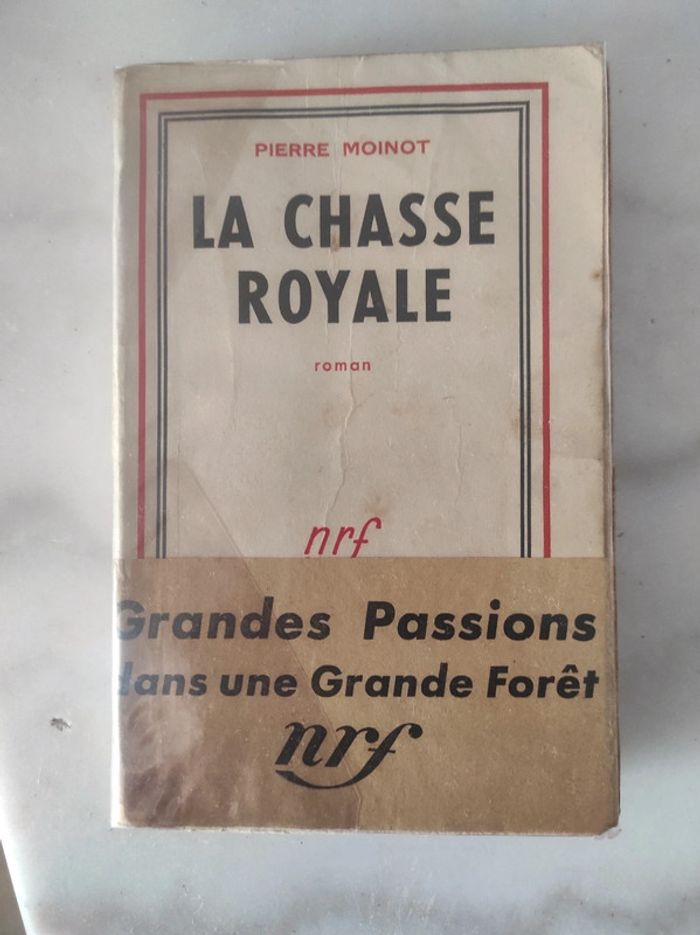 PIERRE MOINOT
LA CHASSE
ROYALE
roman
nrf
Grandes Passions
dans une Grande Forêt
nrf